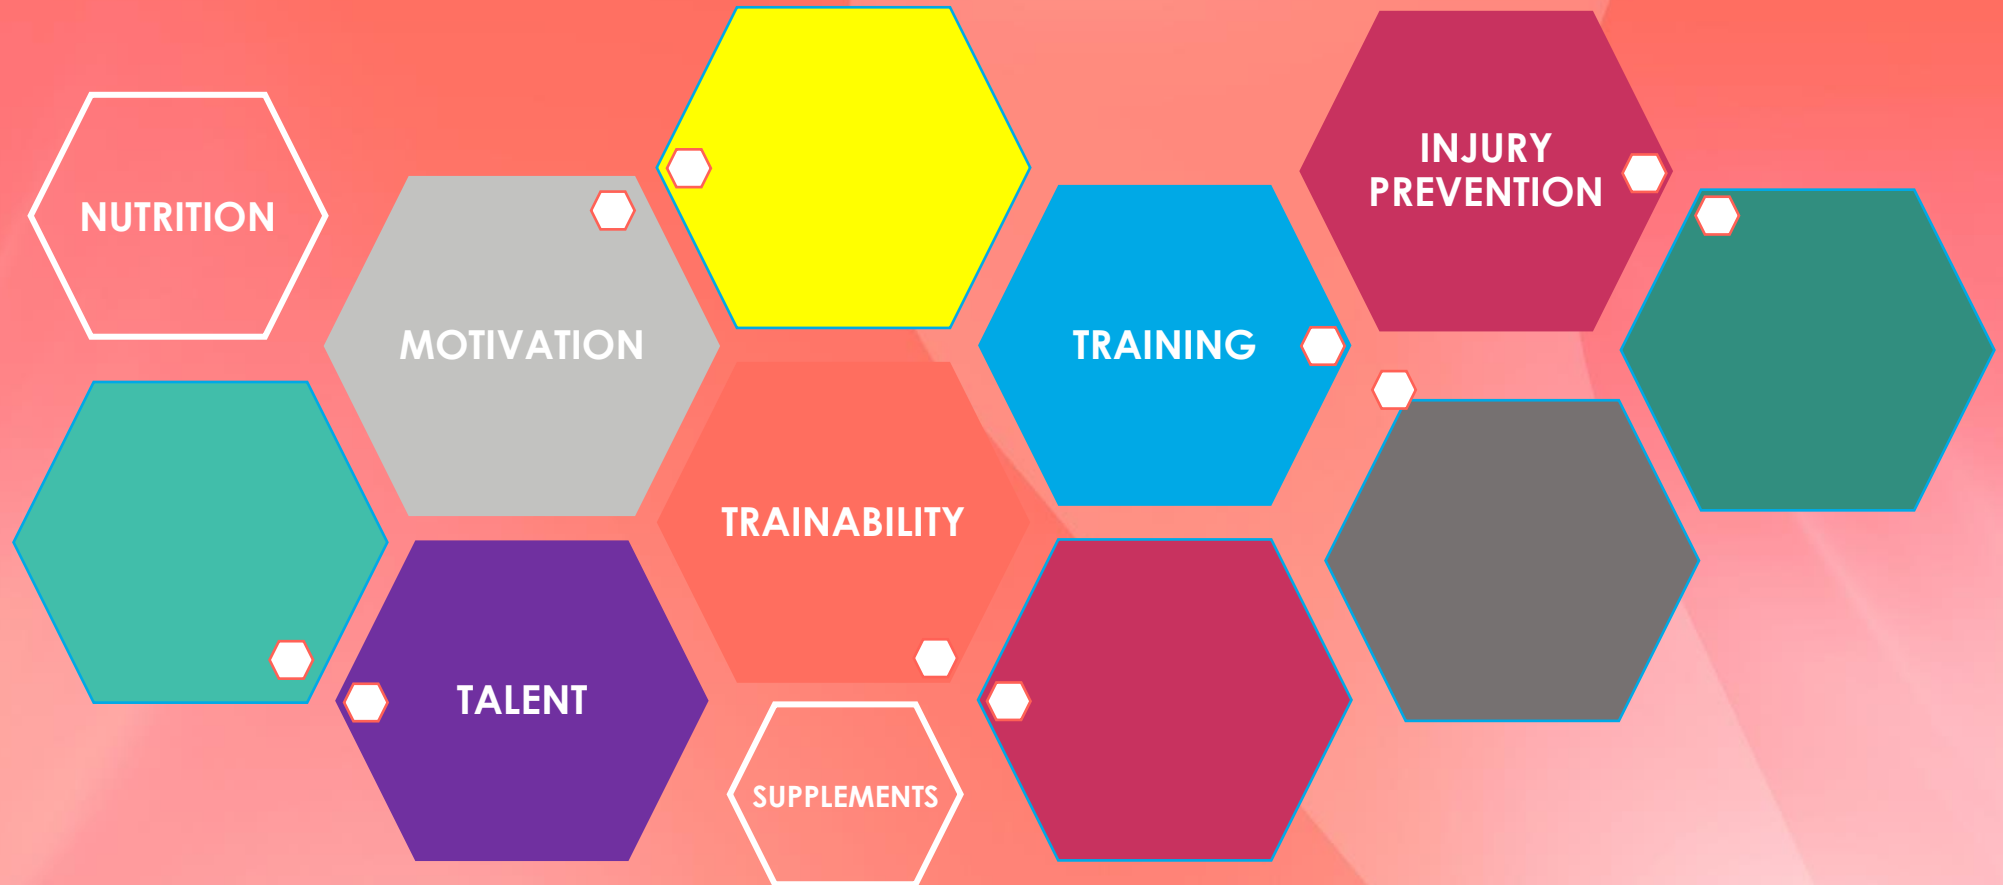 NUTRITION
MOTIVATION
TALENT
TRAINABILITY
SUPPLEMENTS
TRAINING
INJURY
PREVENTION